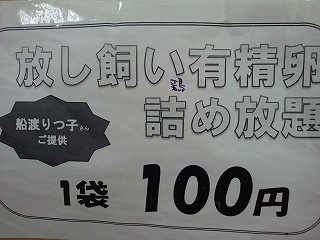 放し飼い有精卵
鶏
詰め放題
船渡りつ子さん
ご提供
1袋 100円